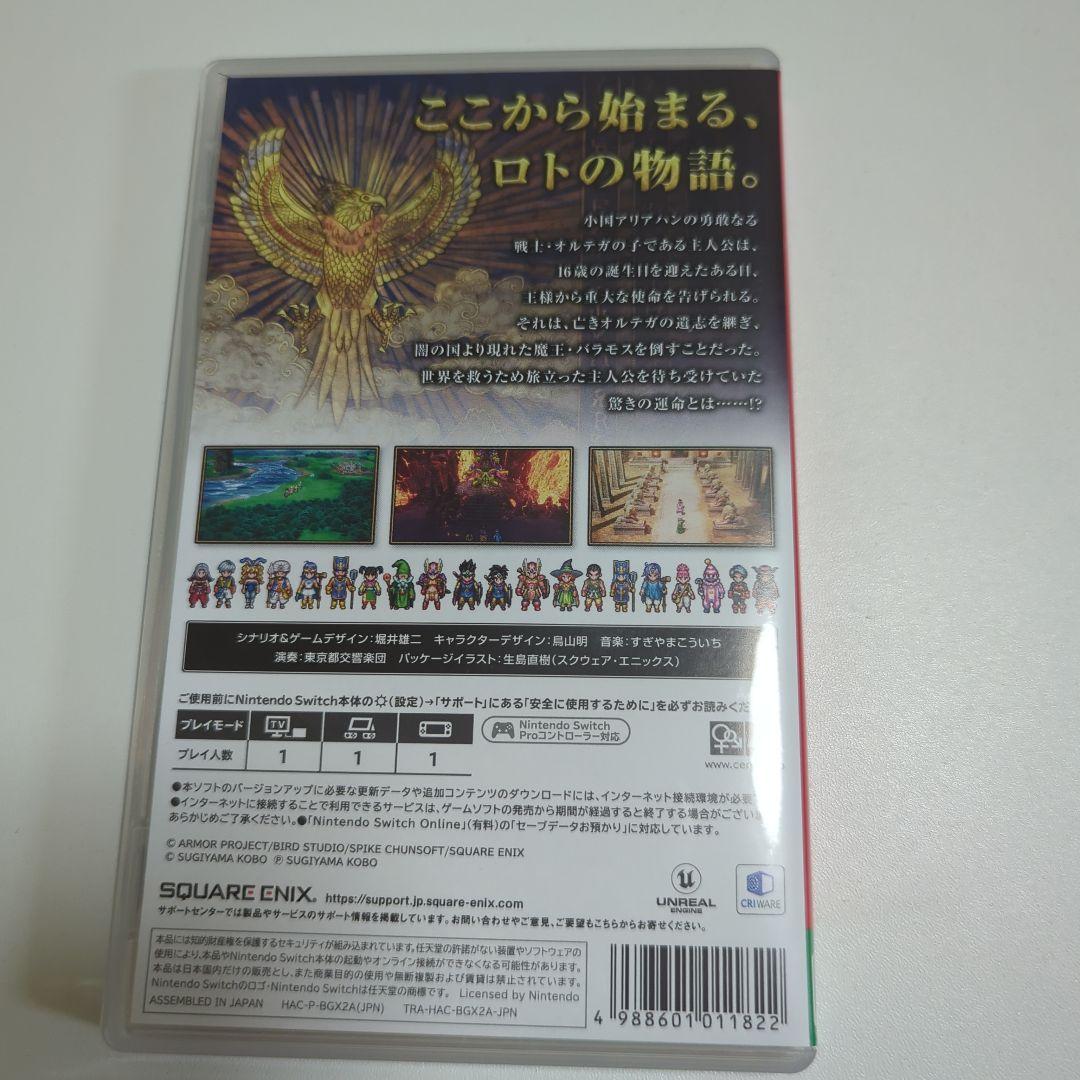 ここから始まる、
ロトの物語。
小国アリアハンの勇敢なる
戦士・オルテガの子である主人公は、
16歳の誕生日を迎えたある日、
王様から重大な使命を告げられる。
それは、亡きオルテガの遺志を継ぎ、
闇の国より現れた魔王・バラモスを倒すことだった。
世界を救うため旅立った主人公を待ち受けていた
驚きの運命とは……!?
シナリオ&ゲームデザイン:堀井雄二 キャラクターデザイン:鳥山明 音楽:すぎやまこういち
演奏:東京都交響楽団 パッケージイラスト:生島直樹(スクウェア・エニックス)
ご使用前にNintendo Switch本体の(設定)→「サポート」にある「安全に使用するために」を必ずお読みくだ
プレイモード TV
プレイ人数 1 1 1
Nintendo Switch
Proコントローラー対応
www.ce
●本ソフトのバージョンアップに必要な更新データや追加コンテンツのダウンロードには、インターネット接続環境が必要
●インターネットに接続することで利用できるサービスは、ゲームソフトの発売から期間が経過すると終了する場合がござい
あらかじめご了承ください。●「Nintendo Switch Online」(有料)の「セーブデータお預かり」に対応しています。
© ARMOR PROJECT/BIRD STUDIO/SPIKE CHUNSOFT/SQUARE ENIX
© SUGIYAMA KOBO ℗ SUGIYAMA KOBO
SQUARE ENIX. https://support.jp.square-enix.com
サポートセンターでは製品やサービスのサポート情報を掲載しています。お問い合わせやご意見、ご要望もこちらからお寄せください。
UNREAL
ENGINE
CRIWARE
本品には知的財産権を保護するセキュリティが組み込まれています。任天堂の許諾がない装置やソフトウェアの
使用により、本品やNintendo Switch本体の起動やオンライン接続ができなくなる可能性があります。
本品は日本国内だけの販売とし、また商業目的の使用や無断複製および賃貸は禁止されています。
Nintendo Switchのロゴ・Nintendo Switchは任天堂の商標です。 Licensed by Nintendo
ASSEMBLED IN JAPAN HAC-P-BGX2A(JPN) TRA-HAC-BGX2A-JPN
4 988601 011822